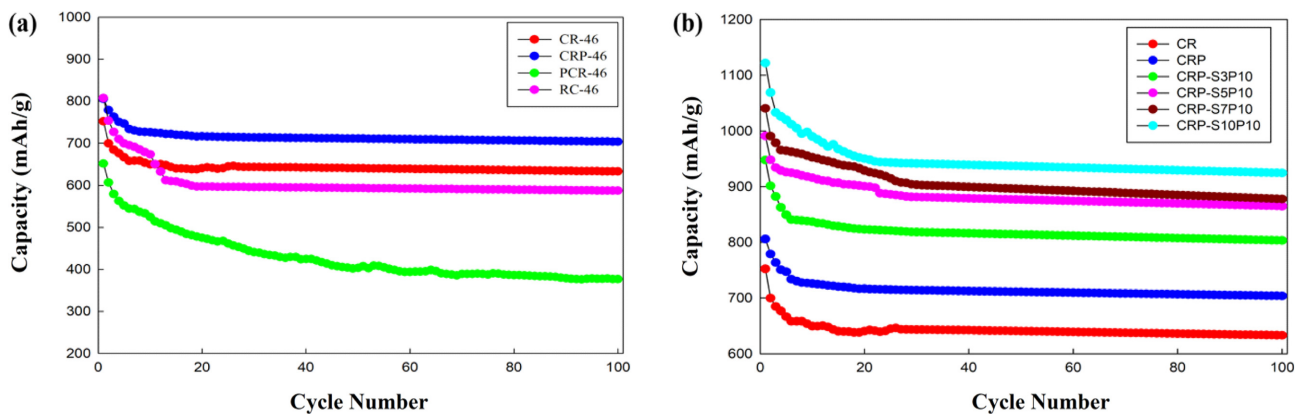 (a)
1000
900
800
700
600
500
400
300
200
0
20
40
60
80
100
Capacity (mAh/g)
Cycle Number
CR-46
CRP-46
PCR-46
RC-46
(b)
1200
1100
1000
900
800
700
600
0
20
40
60
80
100
Capacity (mAh/g)
Cycle Number
CR
CRP
CRP-S3P10
CRP-S5P10
CRP-S7P10
CRP-S10P10